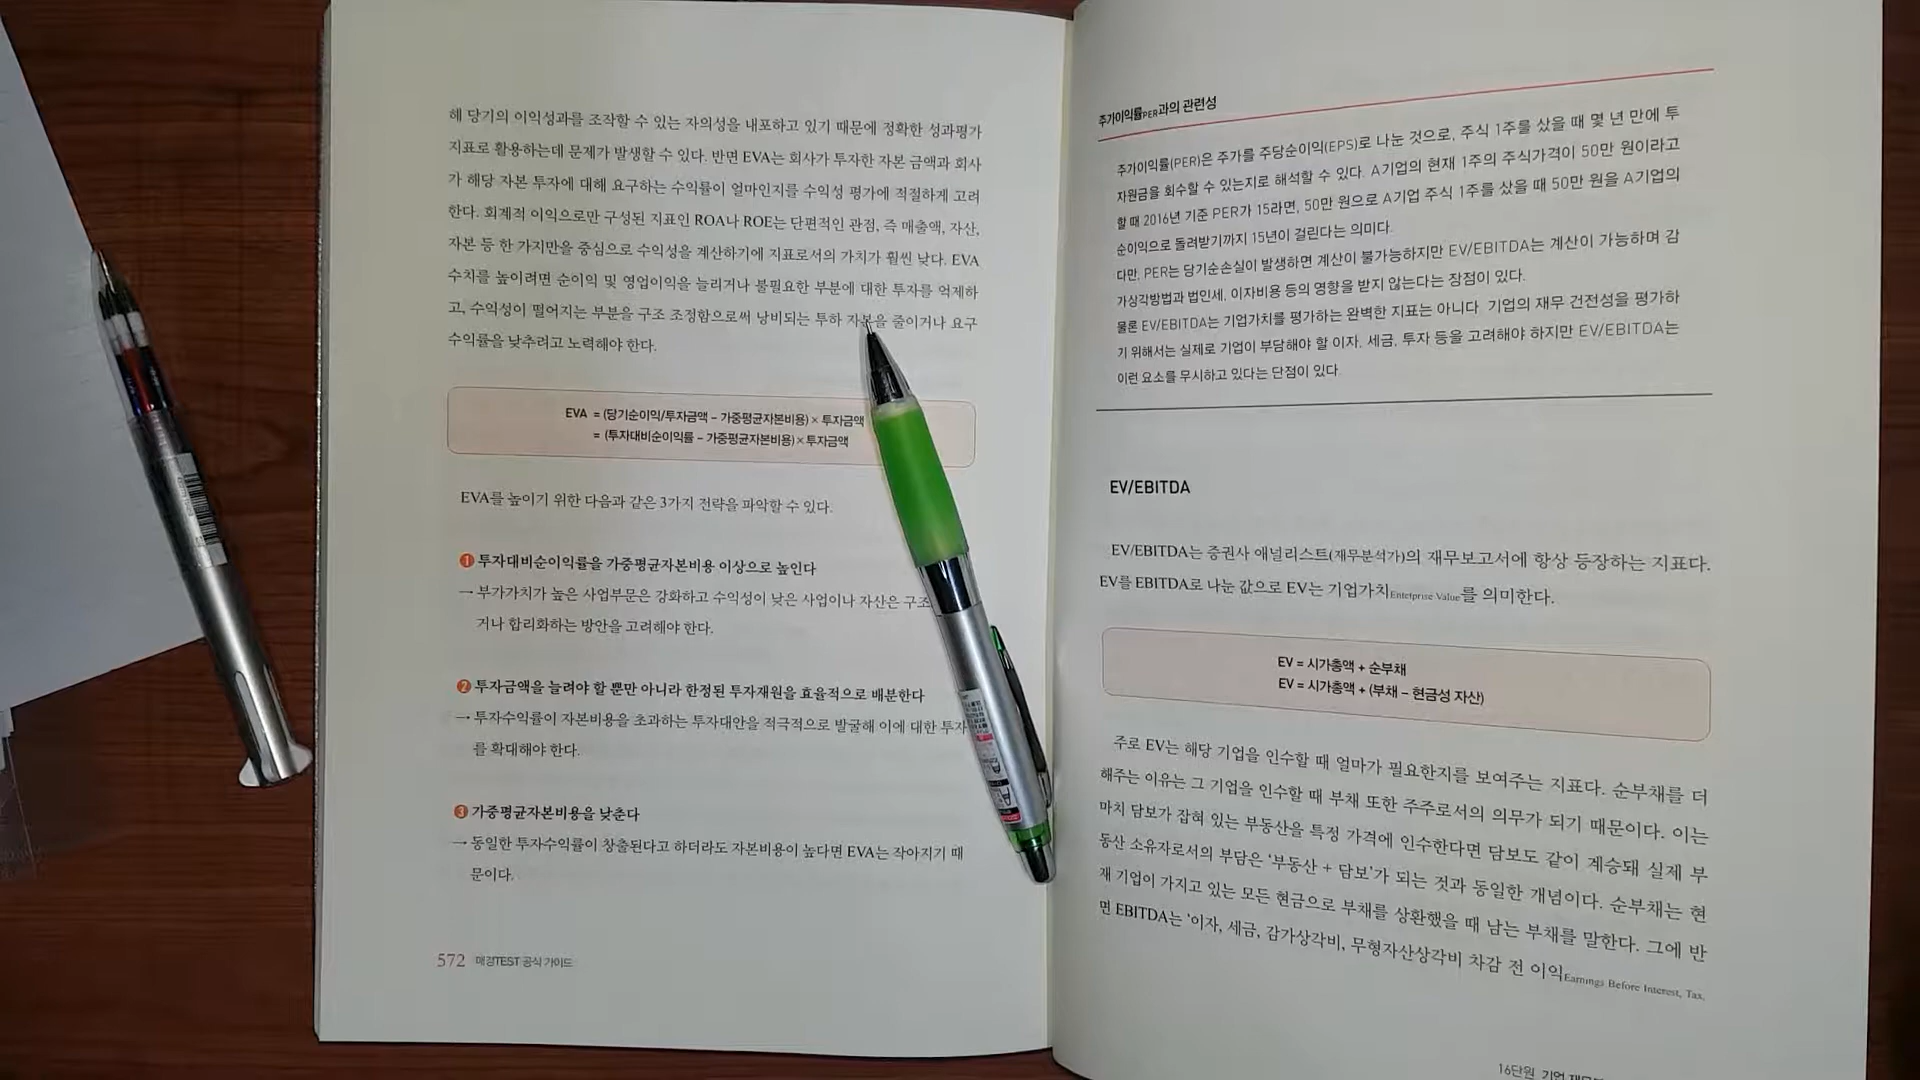 해 당기의 이익성과를 조작할 수 있는 자의성을 내포하고 있기 때문에 정확한 성과평가
지표로 활용하는데 문제가 발생할 수 있다. 반면 EVA는 회사가 투자한 자본 금액과 회사
가 해당 자본 투자에 대해 요구하는 수익률이 얼마인지를 수익성 평가에 적절하게 고려
한다. 회계적 이익으로만 구성된 지표인 ROA나 ROE는 단편적인 관점, 즉 매출액, 자산,
자본 등 한 가지만을 중심으로 수익성을 계산하기에 지표로서의 가치가 훨씬 낮다. EVA
수치를 높이려면 순이익 및 영업이익을 늘리거나 불필요한 부분에 대한 투자를 억제하
고, 수익성이 떨어지는 부분을 구조 조정함으로써 낭비되는 투하 자본을 줄이거나 요구
수익률을 낮추려고 노력해야 한다.
EVA = (당기순이익/투자금액 – 가중평균자본비용) × 투자금액
= (투자대비순이익률 – 가중평균자본비용) × 투자금액
EVA를 높이기 위한 다음과 같은 3가지 전략을 파악할 수 있다.
❶ 투자대비순이익률을 가중평균자본비용 이상으로 높인다
→ 부가가치가 높은 사업부문은 강화하고 수익성이 낮은 사업이나 자산은 구조
거나 합리화하는 방안을 고려해야 한다.
❷ 투자금액을 늘려야 할 뿐만 아니라 한정된 투자재원을 효율적으로 배분한다
→ 투자수익률이 자본비용을 초과하는 투자대안을 적극적으로 발굴해 이에 대한 투자
를 확대해야 한다.
❸ 가중평균자본비용을 낮춘다
→ 동일한 투자수익률이 창출된다고 하더라도 자본비용이 높다면 EVA는 작아지기 때
문이다.
572 매경TEST 공식 가이드
주가이익률PER과의 관련성
주가이익률(PER)은 주가를 주당순이익(EPS)로 나눈 것으로, 주식 1주를 샀을 때 몇 년 만에 투
자원금을 회수할 수 있는지로 해석할 수 있다. A기업의 현재 1주의 주식가격이 50만 원이라고
할 때 2016년 기준 PER가 15라면, 50만 원으로 A기업 주식 1주를 샀을 때 50만 원을 A기업의
순이익으로 돌려받기까지 15년이 걸린다는 의미다.
다만, PER는 당기순손실이 발생하면 계산이 불가능하지만 EV/EBITDA는 계산이 가능하며 감
가상각방법과 법인세, 이자비용 등의 영향을 받지 않는다는 장점이 있다.
물론 EV/EBITDA는 기업가치를 평가하는 완벽한 지표는 아니다 기업의 재무 건전성을 평가하
기 위해서는 실제로 기업이 부담해야 할 이자, 세금, 투자 등을 고려해야 하지만 EV/EBITDA는
이런 요소를 무시하고 있다는 단점이 있다.
EV/EBITDA
EV/EBITDA는 증권사 애널리스트(재무분석가)의 재무보고서에 항상 등장하는 지표다.
EV를 EBITDA로 나눈 값으로 EV는 기업가치Enterprise Value를 의미한다.
EV = 시가총액 + 순부채
EV = 시가총액 + (부채 – 현금성 자산)
주로 EV는 해당 기업을 인수할 때 얼마가 필요한지를 보여주는 지표다. 순부채를 더
해주는 이유는 그 기업을 인수할 때 부채 또한 주주로서의 의무가 되기 때문이다. 이는
마치 담보가 잡혀 있는 부동산을 특정 가격에 인수한다면 담보도 같이 계승돼 실제 부
동산 소유자로서의 부담은 ‘부동산 + 담보’가 되는 것과 동일한 개념이다. 순부채는 현
재 기업이 가지고 있는 모든 현금으로 부채를 상환했을 때 남는 부채를 말한다. 그에 반
면 EBITDA는 ‘이자, 세금, 감가상각비, 무형자산상각비 차감 전 이익Earnings Before Interest, Tax,
16단원 기업